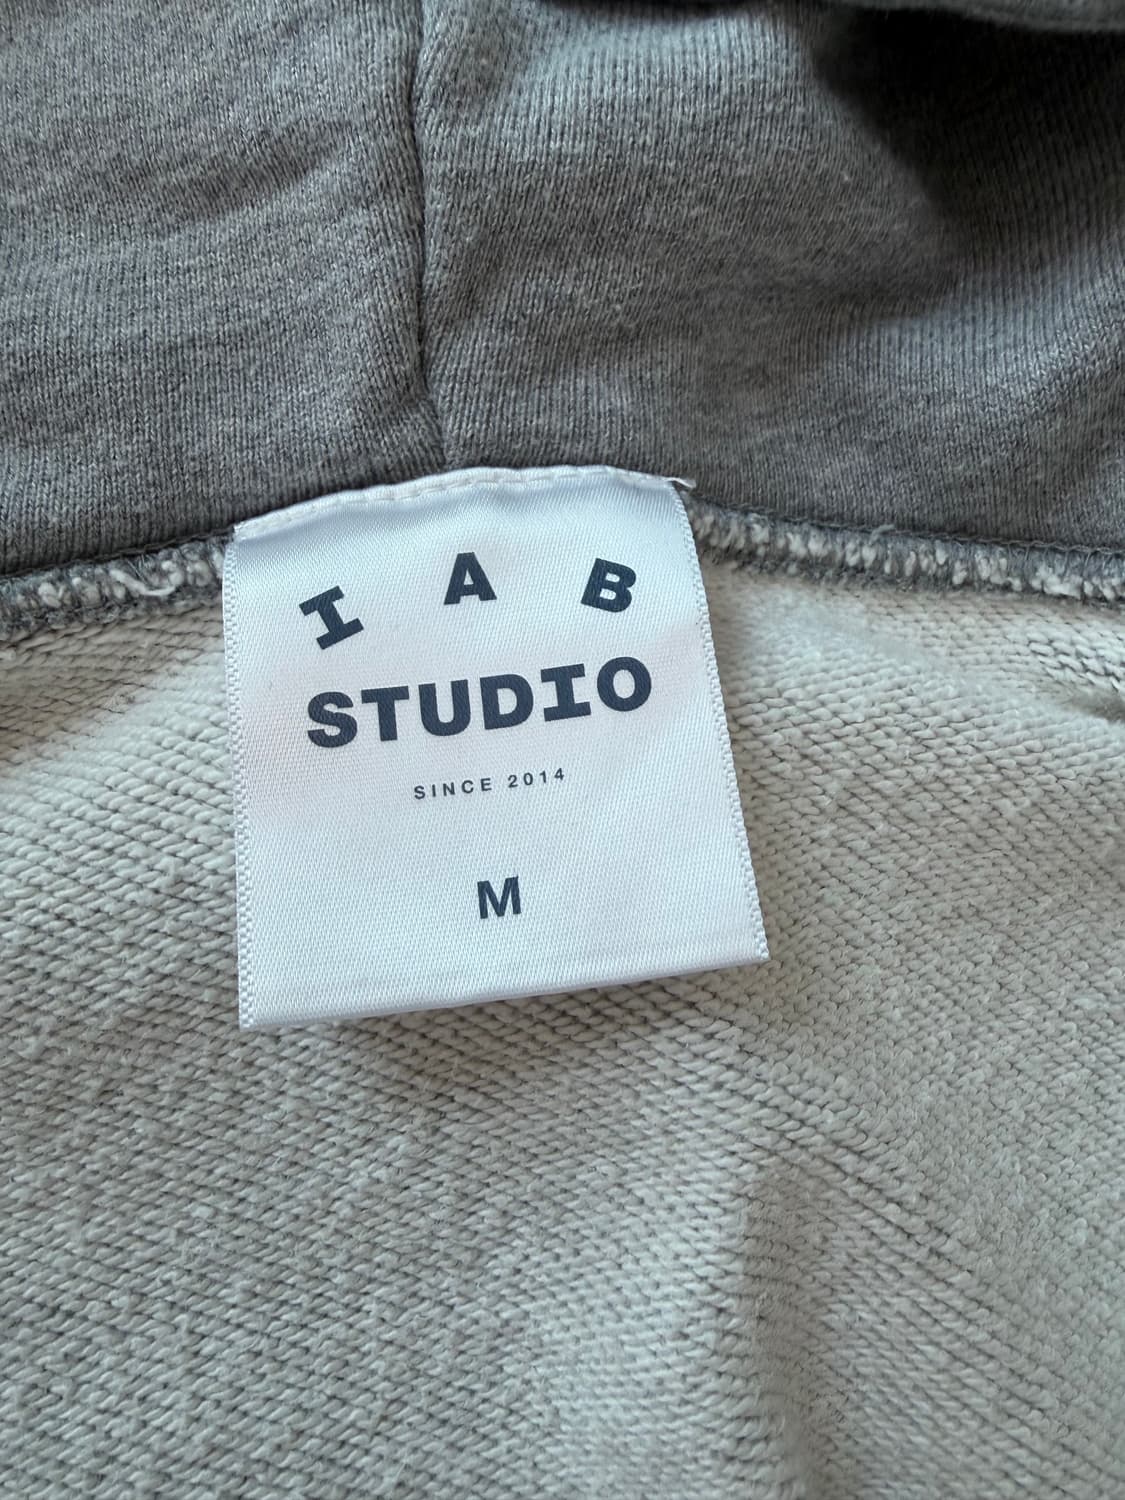 I A B
STUDIO
SINCE 2014
M